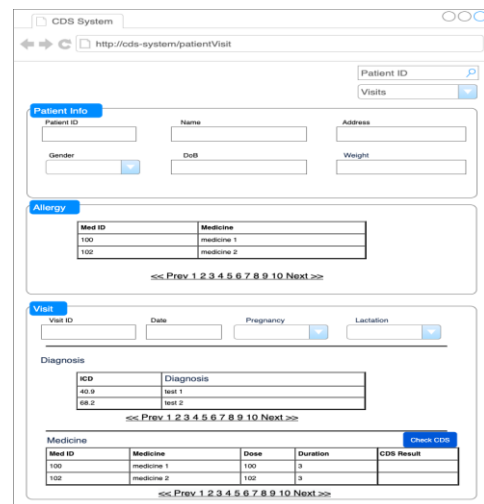 CDS System
http://cds-system/patientVisit
Patient ID
Visits
Patient Info
Patient ID Name Address
Gender DoB Weight
Allergy
Med ID Medicine
100 medicine 1
102 medicine 2
<< Prev 1 2 3 4 5 6 7 8 9 10 Next >>
Visit
Visit ID Date Pregnancy Lactation
Diagnosis
ICD Diagnosis
40.9 test 1
68.2 test 2
<< Prev 1 2 3 4 5 6 7 8 9 10 Next >>
Medicine Check CDS
Med ID Medicine Dose Duration CDS Result
100 medicine 1 100 3
102 medicine 2 102 3
<< Prev 1 2 3 4 5 6 7 8 9 10 Next >>